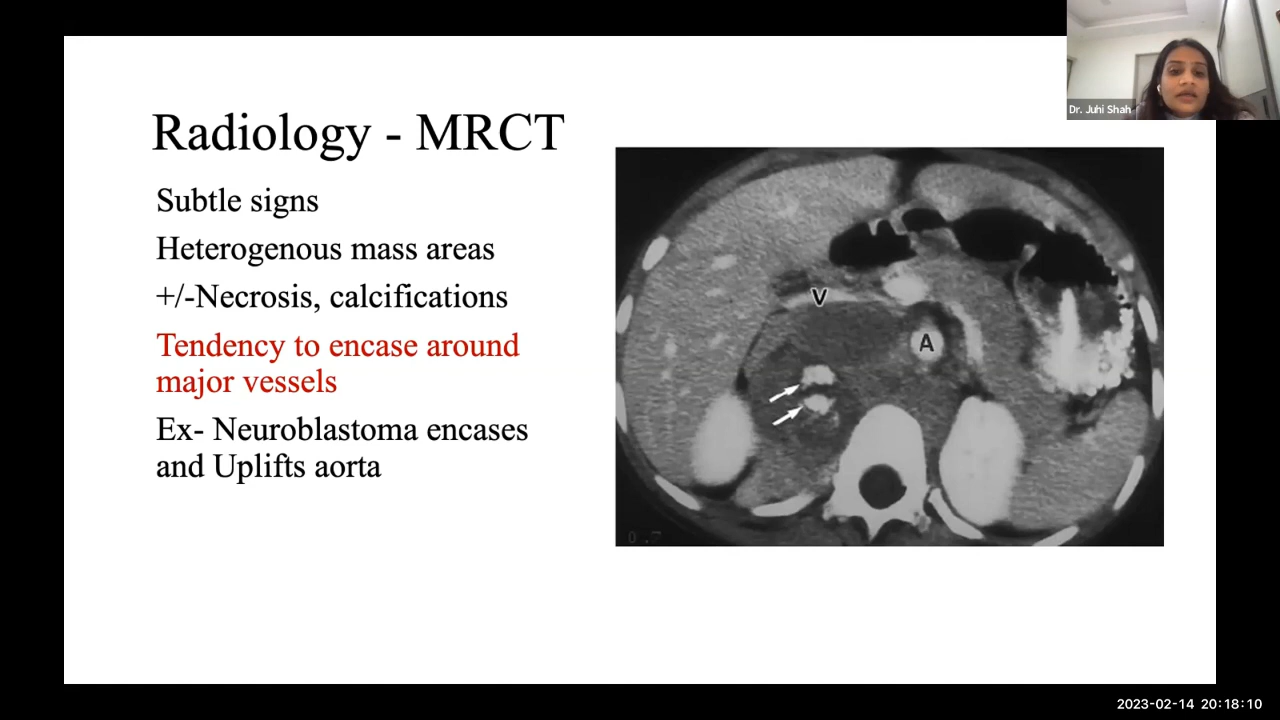 Dr. Juhi Shah
Radiology - MRCT
Subtle signs
Heterogenous mass areas
+/-Necrosis, calcifications
Tendency to encase around
major vessels
Ex- Neuroblastoma encases
and Uplifts aorta
V
A
2023-02-14 20:18:10